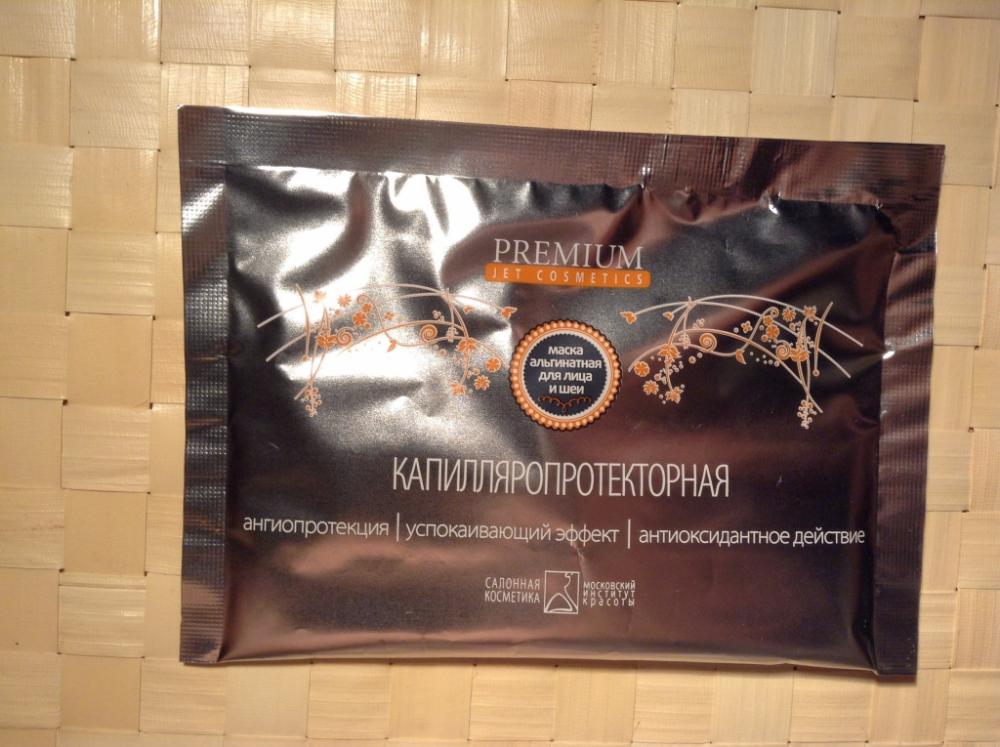 PREMIUM
JET COSMETICS
маска
альгинатная
для лица
и шеи
КАПИЛЛЯРОПРОТЕКТОРНАЯ
ангиопротекция | успокаивающий эффект | антиоксидантное действие
САЛОННАЯ
КОСМЕТИКА
МОСКОВСКИЙ
ИНСТИТУТ
КРАСОТЫ